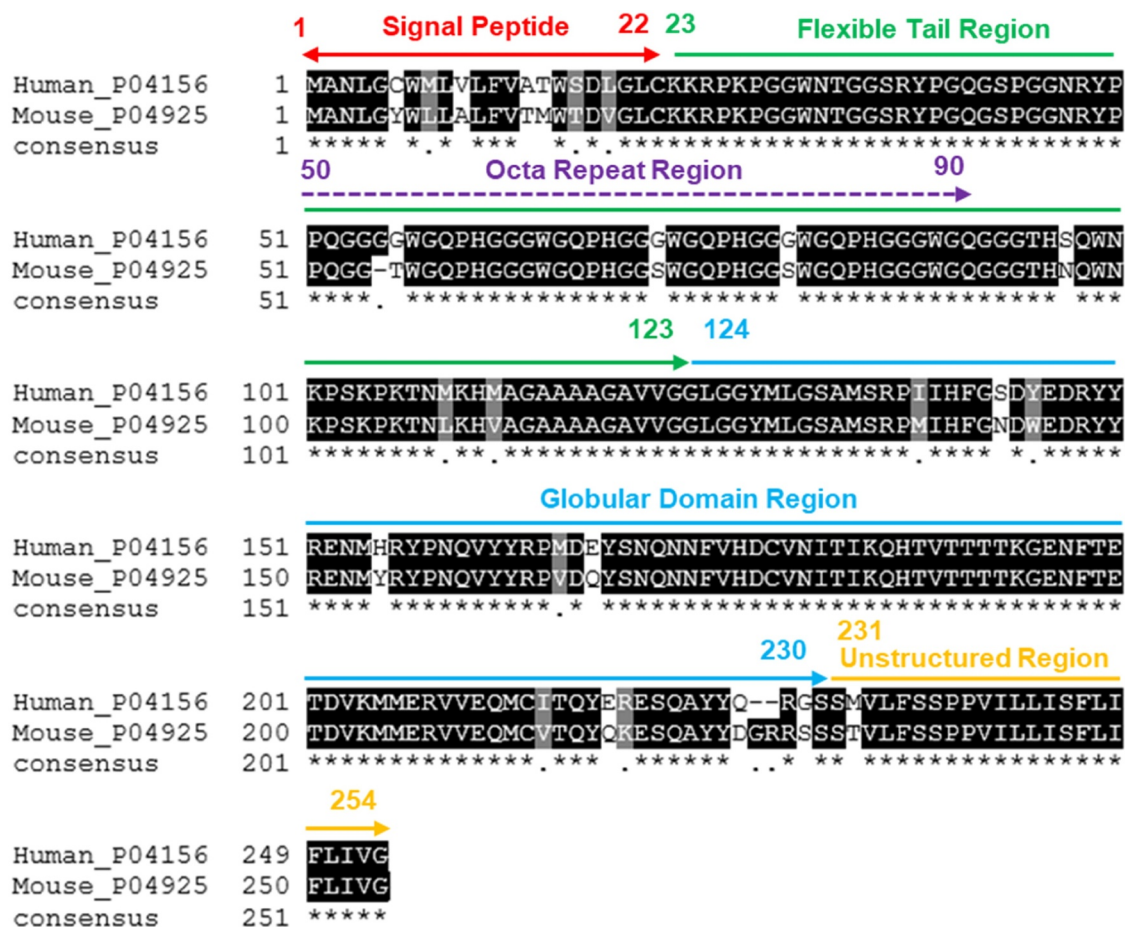 1 Signal Peptide 22 23 Flexible Tail Region
Human_P04156 1 MANLGCWMLVLFVATWSDLGLCKKRPKPGGWNTGGSRYPGQGSPGGNRYP
Mouse_P04925 1 MANLGYWLLALFVTMWTDVGLCKKRPKPGGWNTGGSRYPGQGSPGGNRYP
consensus 1 ***** *.* ***  *.*.*******************************
50 Octa Repeat Region 90
Human_P04156 51 PQGGGGWGQPHGGGWGQPHGGGWGQPHGGGWGQPHGGGWGQGGGTHSQWN
Mouse_P04925 51 PQGG-TWGQPHGGGWGQPHGGSWGQPHGGSWGQPHGGGWGQGGGTHNQWN
consensus 51 ****. *************** ******* **************** ***
123 124
Human_P04156 101 KPSKPKTNMKHMAGAAAAGAVVGGLGGYMLGSAMSRPIIHFGSDYEDRYY
Mouse_P04925 100 KPSKPKTNLKHVAGAAAAGAVVGGLGGYMLGSAMSRPMIHFGNDWEDRYY
consensus 101 ********.**.*************************.**** *.*****
Globular Domain Region
Human_P04156 151 RENMHRYPNQVYYRPMDEYSNQNNFVHDCVNITIKQHTVTTTTKGENFTE
Mouse_P04925 150 RENMYRYPNQVYYRPVDQYSNQNNFVHDCVNITIKQHTVTTTTKGENFTE
consensus 151 **** **********.* ********************************
230 231 Unstructured Region
Human_P04156 201 TDVKMMERVVEQMCITQYERESQAYYQ--RGSSMVLFSSPPVILLISFLI
Mouse_P04925 200 TDVKMMERVVEQMCVTQYQKESQAYYDGRRSSSTVLFSSPPVILLISFLI
consensus 201 **************.*** .****** ..* ** ****************
254
Human_P04156 249 FLIVG
Mouse_P04925 250 FLIVG
consensus 251 *****